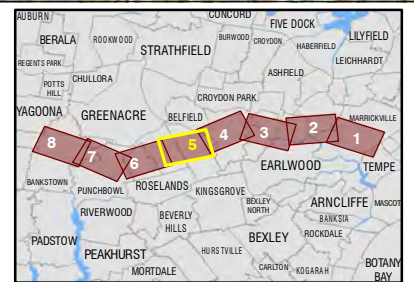 AUBURN
CONCORD
FIVE DOCK
BERALA
ROOKWOOD
STRATHFIELD
BURWOOD
CROYDON
HABERFIELD
LILYFIELD
REGENTS PARK
CHULLORA
ASHFIELD
LEICHHARDT
POTTS
HILL
CROYDON PARK
YAGOONA
GREENACRE
BELFIELD
MARRICKVILLE
8
7
6
5
4
3
2
1
BANKSTOWN
PUNCHBOWL
ROSELANDS
KINGSGROVE
EARLWOOD
TEMPE
RIVERWOOD
BEVERLY
HILLS
BEXLEY
NORTH
ARNCLIFFE
MASCOT
BANKSIA
PADSTOW
PEAKHURST
HURSTVILLE
BEXLEY
ROCKDALE
MORTDALE
CARLTON
KOGARAH
BOTANY
BAY